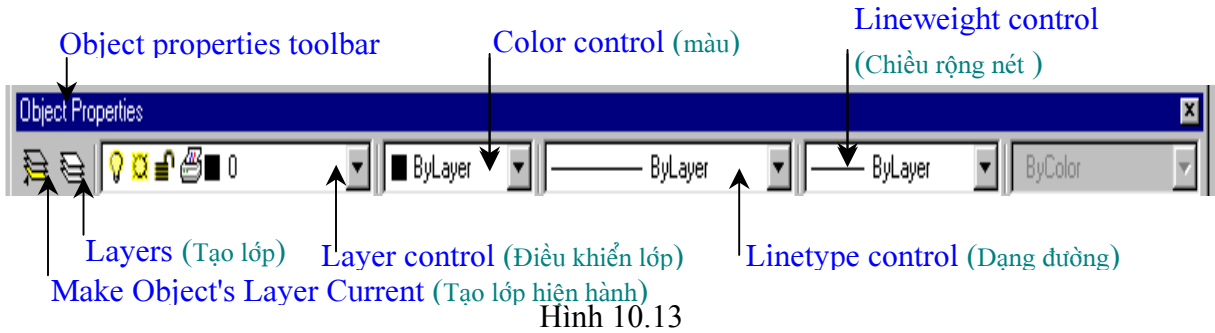 Lineweight control
Object properties toolbar
Color control (màu)
(Chiều rộng nét )
Object Properties
0
ByLayer
ByLayer
ByLayer
ByColor
Layers (Tạo lớp)
Layer control (Điều khiển lớp)
Linetype control (Dạng đường)
Make Object's Layer Current (Tạo lớp hiện hành)
Hình 10.13